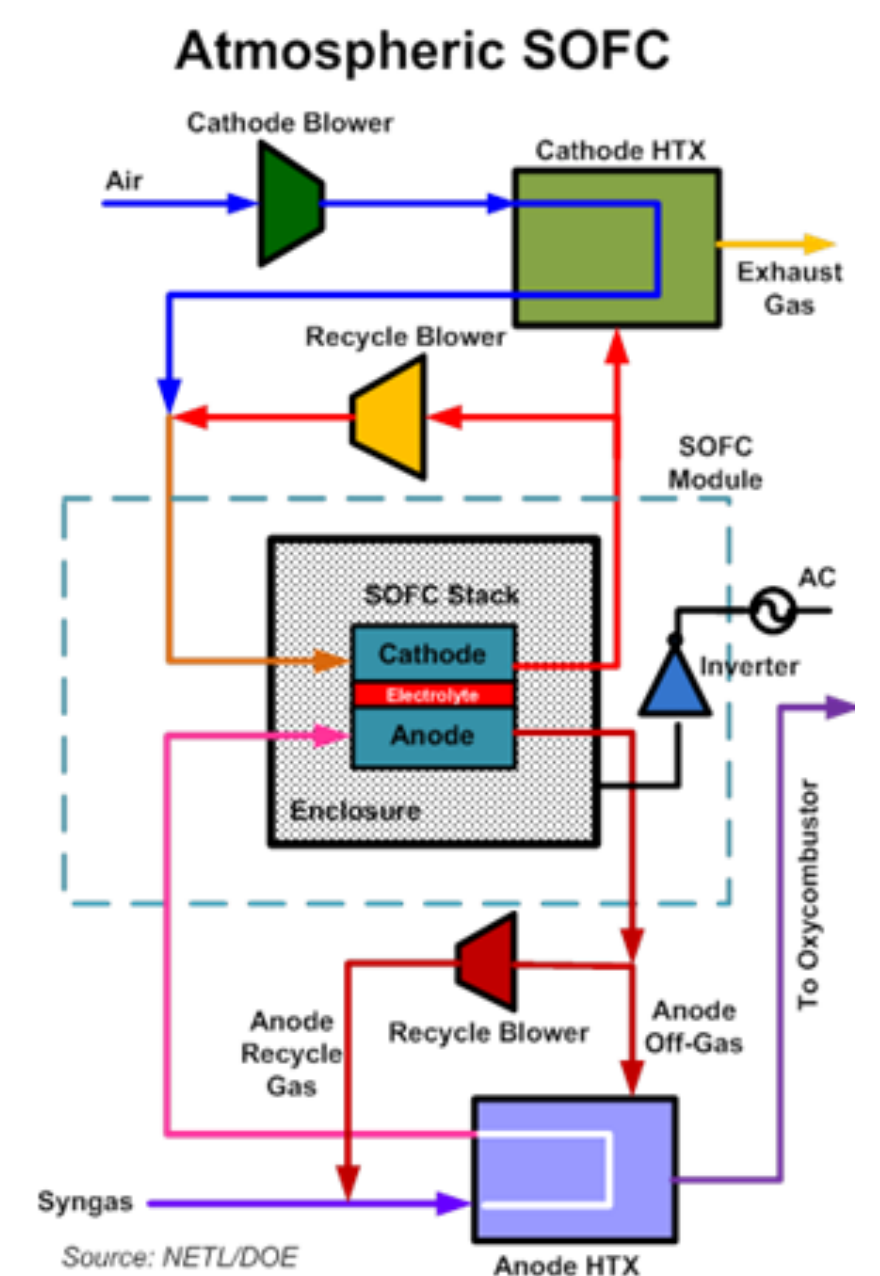 Atmospheric SOFC
Cathode Blower
Cathode HTX
Air
Exhaust
Gas
Recycle Blower
SOFC
Module
SOFC Stack
AC
Cathode
Inverter
Electrolyte
Anode
Enclosure
To Oxycombustor
Anode
Recycle
Gas
Recycle Blower
Anode
Off-Gas
Syngas
Source: NETL/DOE
Anode HTX